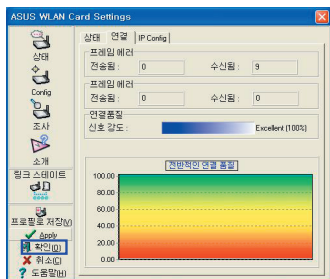 ASUS WLAN Card Settings
상태 연결 IP Config
상태
Config
조사
소개
링크 스테이트
프로필로 저장(V)
Apply
확인(O)
취소(C)
도움말(H)
프레임 에러
전송됨 : 0 수신됨 : 9
프레임 에러
전송됨 : 0 수신됨 : 0
연결품질
신호 강도 : Excellent (100%)
전반적인 연결 품질
100.00
80.00
60.00
40.00
20.00
0.00